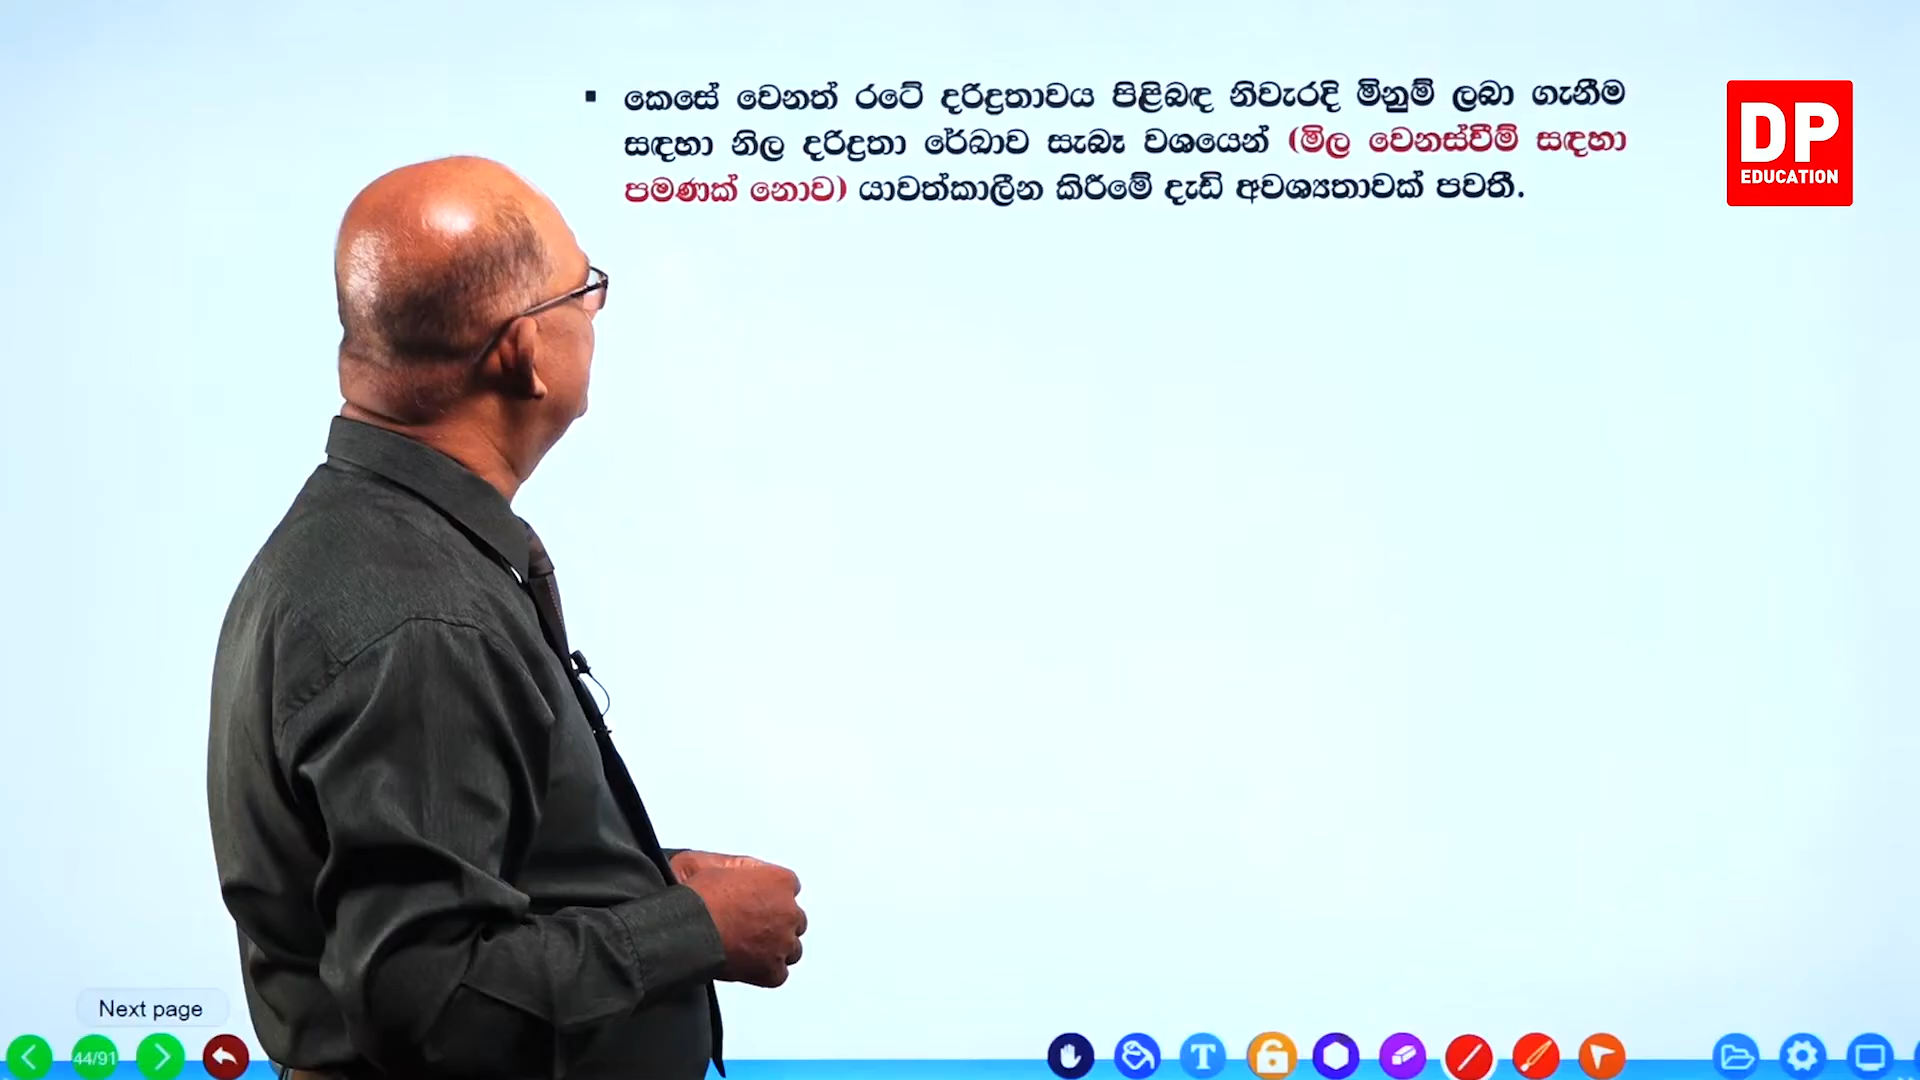 ▪ කෙසේ වෙනත් රටේ දරිද්‍රතාවය පිළිබඳ නිවැරදි මිනුම් ලබා ගැනීම
සඳහා නිල දරිද්‍රතා රේඛාව සැබෑ වශයෙන් (මිල වෙනස්වීම් සඳහා
පමණක් නොව) යාවත්කාලීන කිරීමේ දැඩි අවශ්‍යතාවක් පවතී.
DP
EDUCATION
Next page
44/91
T